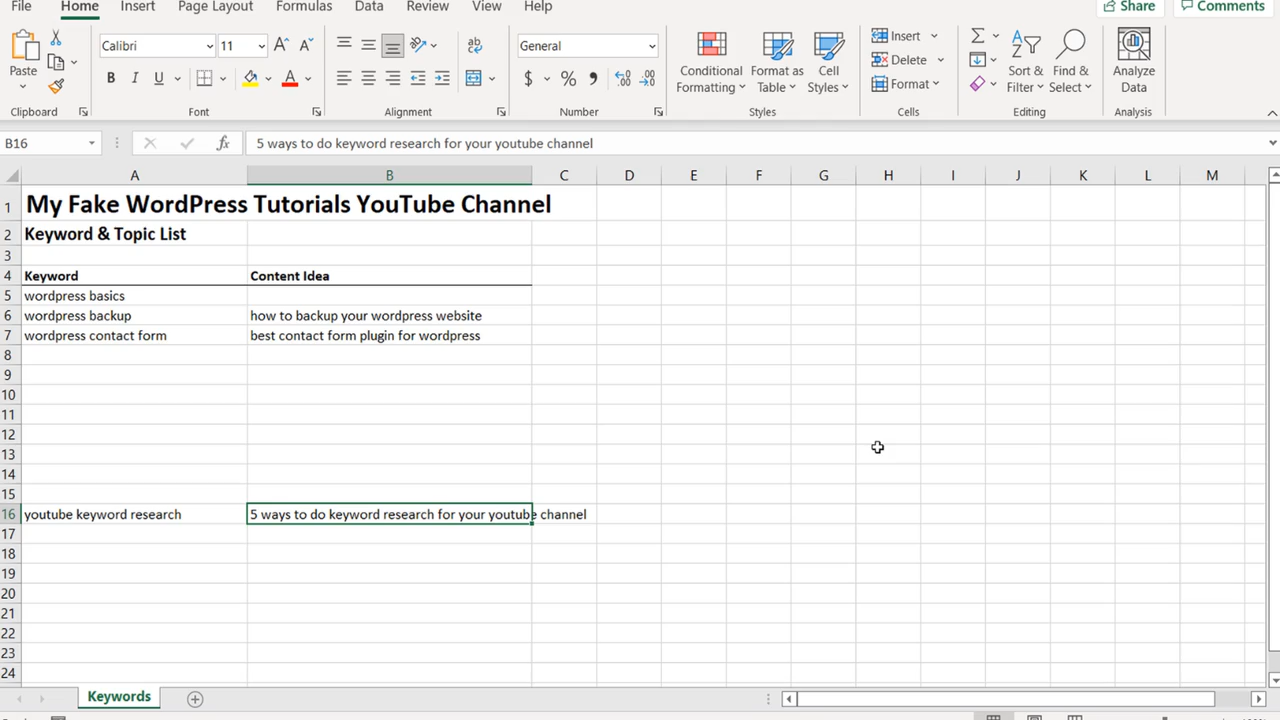 File Home Insert Page Layout Formulas Data Review View Help Share Comments
Paste Calibri 11 B I U A General $ % Conditional Formatting Format as Table Cell Styles Insert Delete Format Sort & Filter Find & Select Analyze Data
Clipboard Font Alignment Number Styles Cells Editing Analysis
B16 fx 5 ways to do keyword research for your youtube channel
A B C D E F G H I J K L M
1 My Fake WordPress Tutorials YouTube Channel
2 Keyword & Topic List
3
4 Keyword Content Idea
5 wordpress basics
6 wordpress backup how to backup your wordpress website
7 wordpress contact form best contact form plugin for wordpress
8
9
10
11
12
13
14
15
16 youtube keyword research 5 ways to do keyword research for your youtube channel
17
18
19
20
21
22
23
24
Keywords